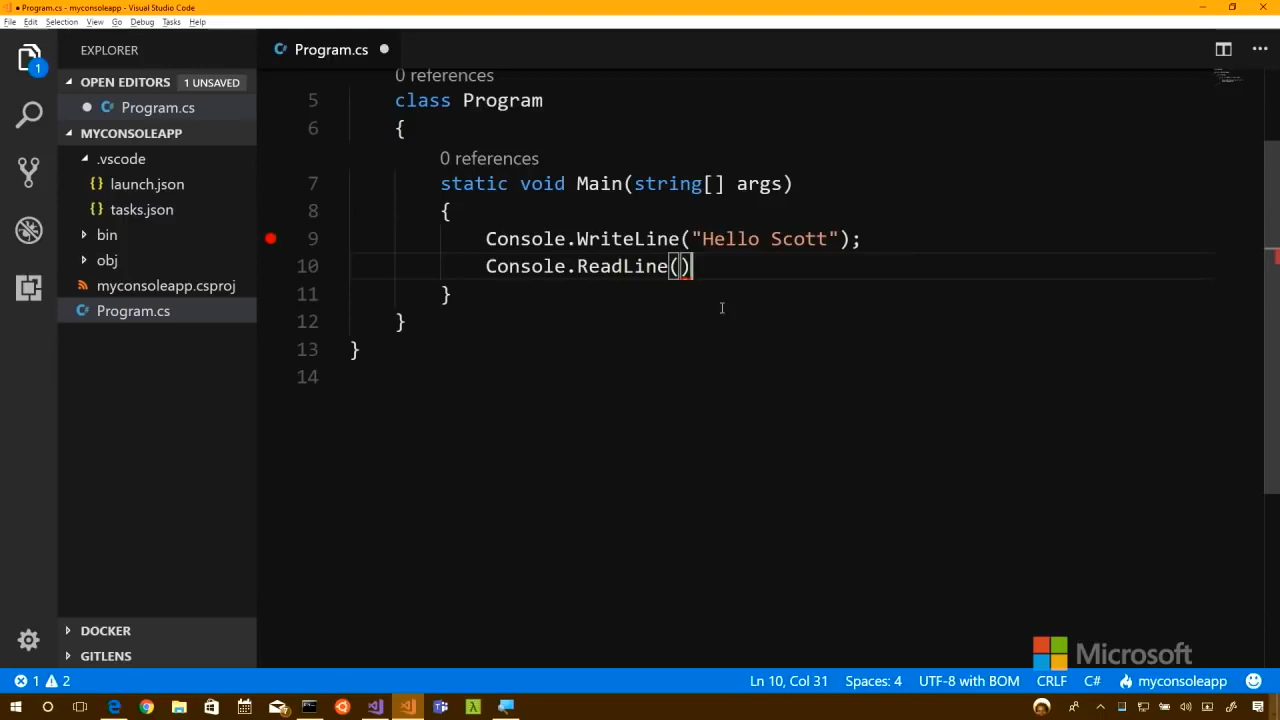 Program.cs - myconsoleapp - Visual Studio Code
File Edit Selection View Go Debug Tasks Help
EXPLORER
OPEN EDITORS 1 UNSAVED
Program.cs
MYCONSOLEAPP
.vscode
launch.json
tasks.json
bin
obj
myconsoleapp.csproj
Program.cs
DOCKER
GITLENS
1
Program.cs
0 references
5 class Program
6 {
0 references
7 static void Main(string[] args)
8 {
9 Console.WriteLine("Hello Scott");
10 Console.ReadLine()
11 }
12 }
13 }
14
Microsoft
1 2 Ln 10, Col 31 Spaces: 4 UTF-8 with BOM CRLF C# myconsoleapp